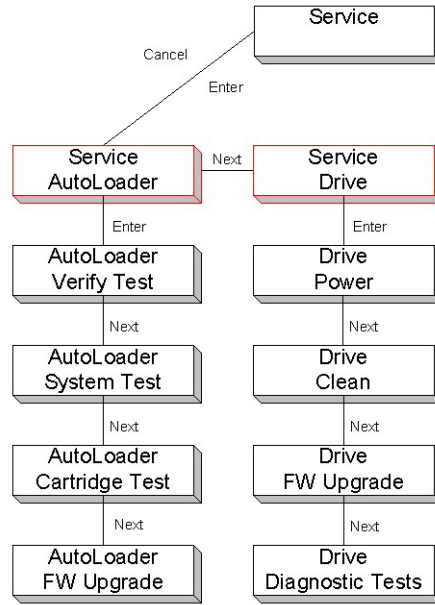 Service
Cancel
Enter
Service
AutoLoader
Next
Service
Drive
Enter
Enter
AutoLoader
Verify Test
Drive
Power
Next
Next
AutoLoader
System Test
Drive
Clean
Next
Next
AutoLoader
Cartridge Test
Drive
FW Upgrade
Next
Next
AutoLoader
FW Upgrade
Drive
Diagnostic Tests